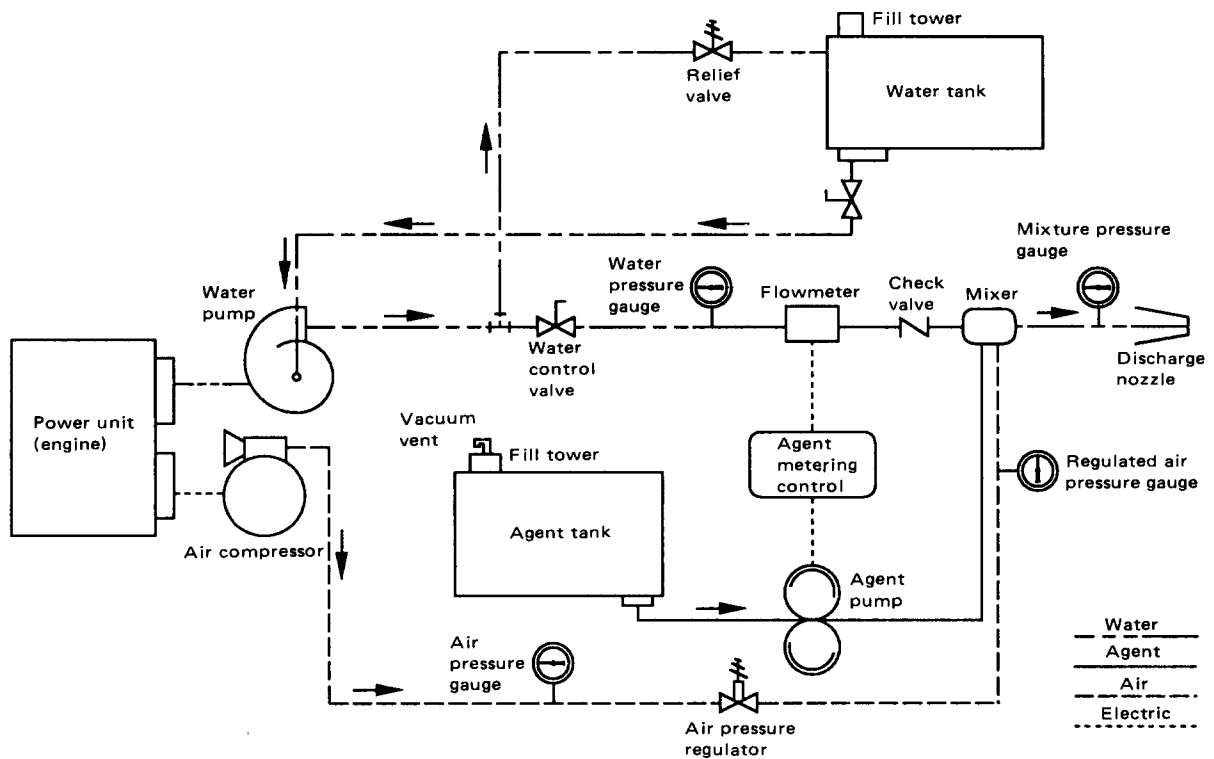 Fill tower
Relief
valve
Water tank
Mixture pressure
gauge
Water
pressure
gauge
Flowmeter
Check
valve
Mixer
Water
pump
Water
control
valve
Discharge
nozzle
Power unit
(engine)
Vacuum
vent
Fill tower
Agent
metering
control
Regulated air
pressure gauge
Agent tank
Air compressor
Agent
pump
Air
pressure
gauge
Air pressure
regulator
Water
Agent
Air
Electric